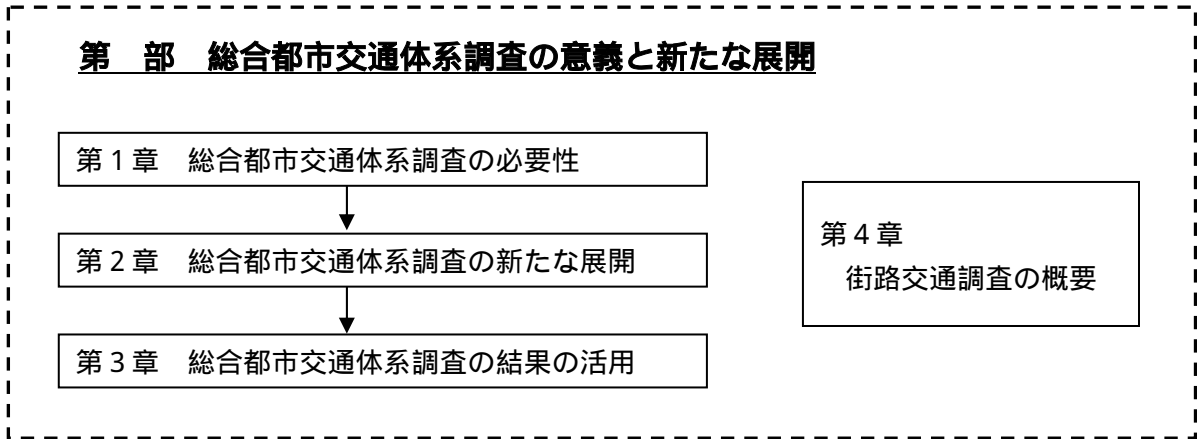 第　部　総合都市交通体系調査の意義と新たな展開
第１章　総合都市交通体系調査の必要性
第２章　総合都市交通体系調査の新たな展開
第３章　総合都市交通体系調査の結果の活用
第４章
街路交通調査の概要